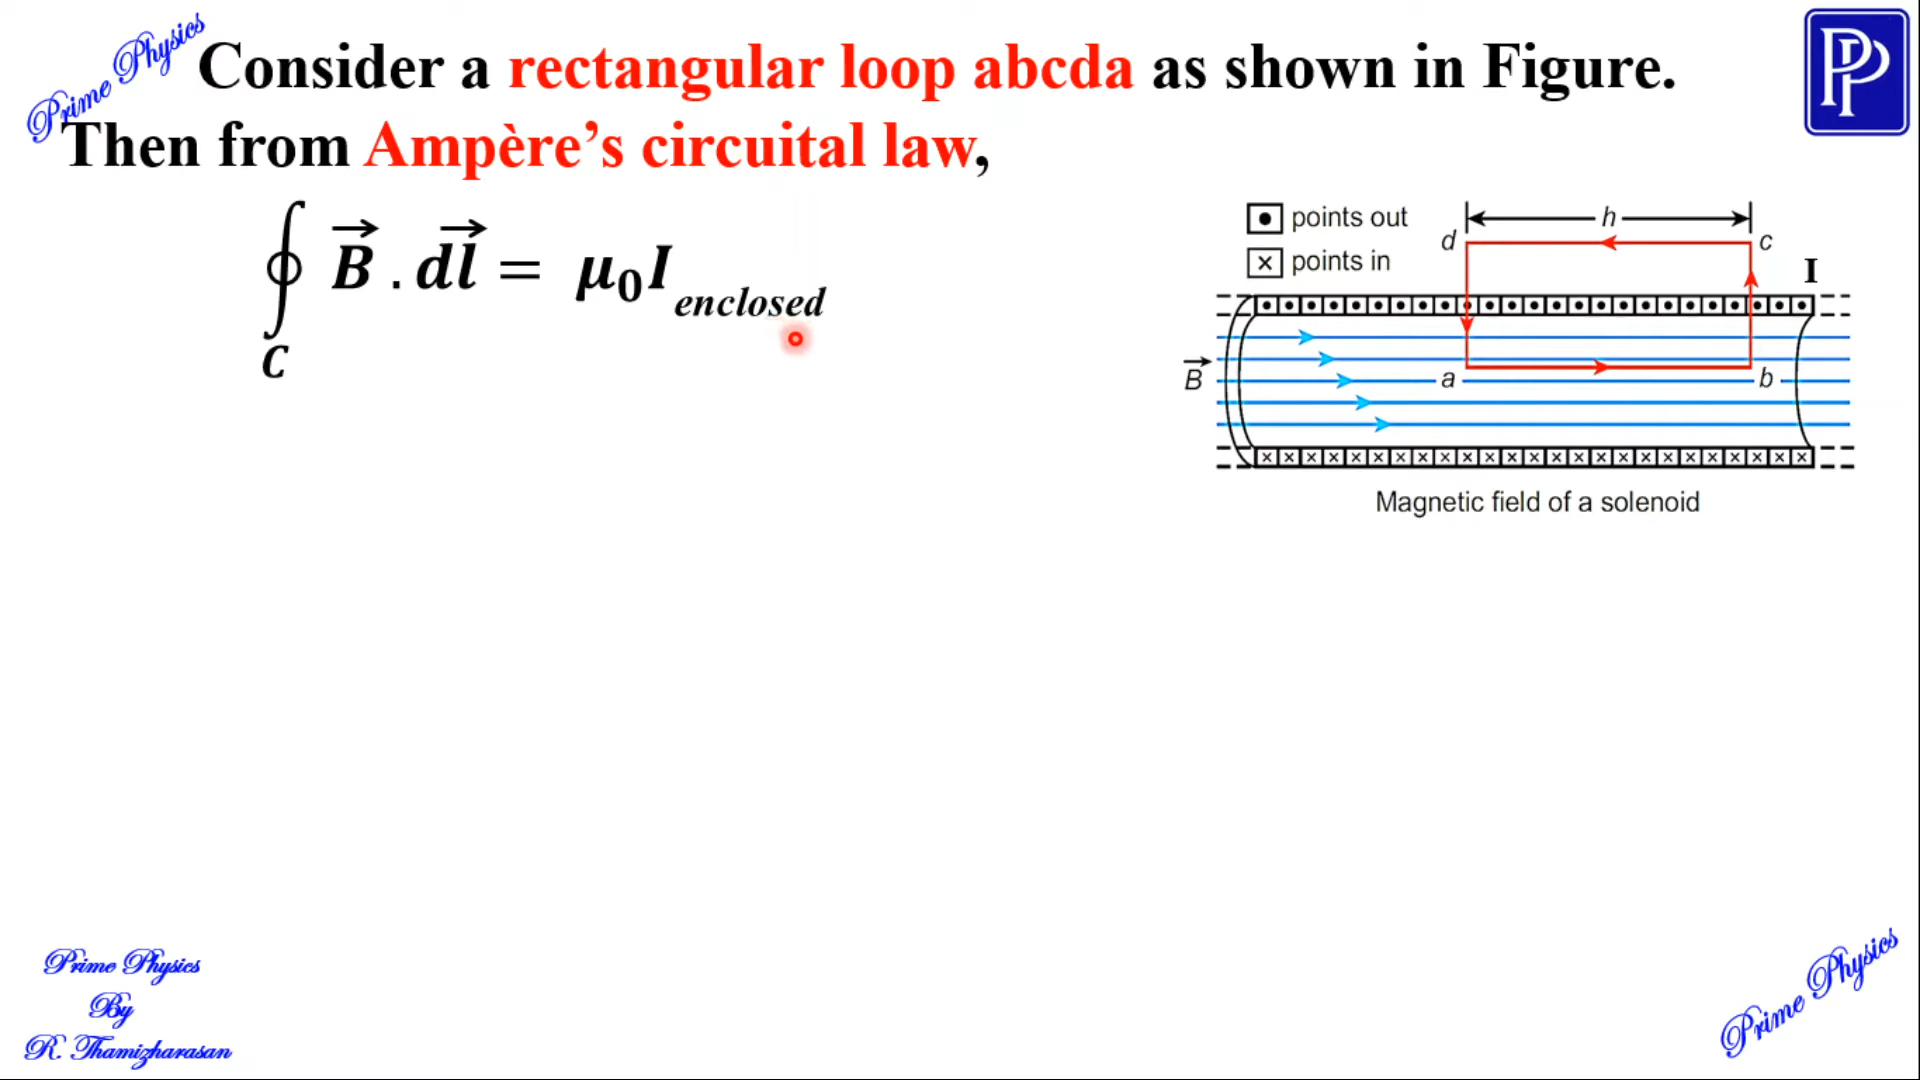 Prime Physics
Consider a rectangular loop abcda as shown in Figure.
Then from Ampère's circuital law,
PP
∮ B⃗ . dl⃗ = μ₀I enclosed
C
points out
points in
h
d
c
I
B⃗
a
b
Magnetic field of a solenoid
Prime Physics
By
R. Thamizharasan
Prime Physics